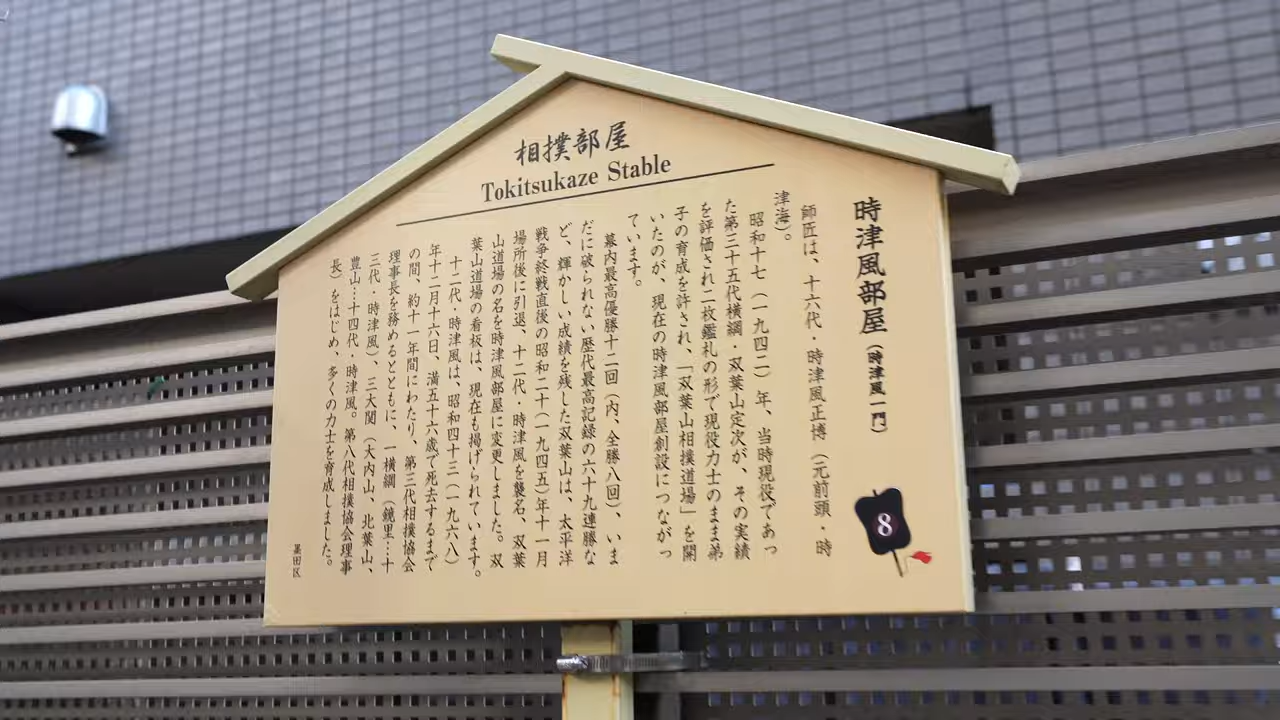 相撲部屋
Tokitsukaze Stable
時津風部屋(時津風一門)
8
師匠は、十六代・時津風正博(元前頭・時
津海)。
昭和十七(一九四二)年、当時現役であっ
た第三十五代横綱・双葉山定次が、その実績
を評価され二枚鑑札の形で現役力士のまま弟
子の育成を許され、「双葉山相撲道場」を開
いたのが、現在の時津風部屋創設につながっ
ています。
幕内最高優勝十二回(内、全勝八回)、いま
だに破られない歴代最高記録の六十九連勝な
ど、輝かしい成績を残した双葉山は、太平洋
戦争終戦直後の昭和二十(一九四五)年十一月
場所後に引退、十二代・時津風を襲名、双葉
山道場の名を時津風部屋に変更しました。双
葉山道場の看板は、現在も掲げられています。
十二代・時津風は、昭和四十三(一九六八)
年十二月十六日、満五十六歳で死去するまで
の間、約十一年間にわたり、第三代相撲協会
理事長を務めるとともに、一横綱(鏡里…十
三代・時津風)、三大関(大内山、北葉山、
豊山…十四代・時津風。第八代相撲協会理事
長)をはじめ、多くの力士を育成しました。
墨田区